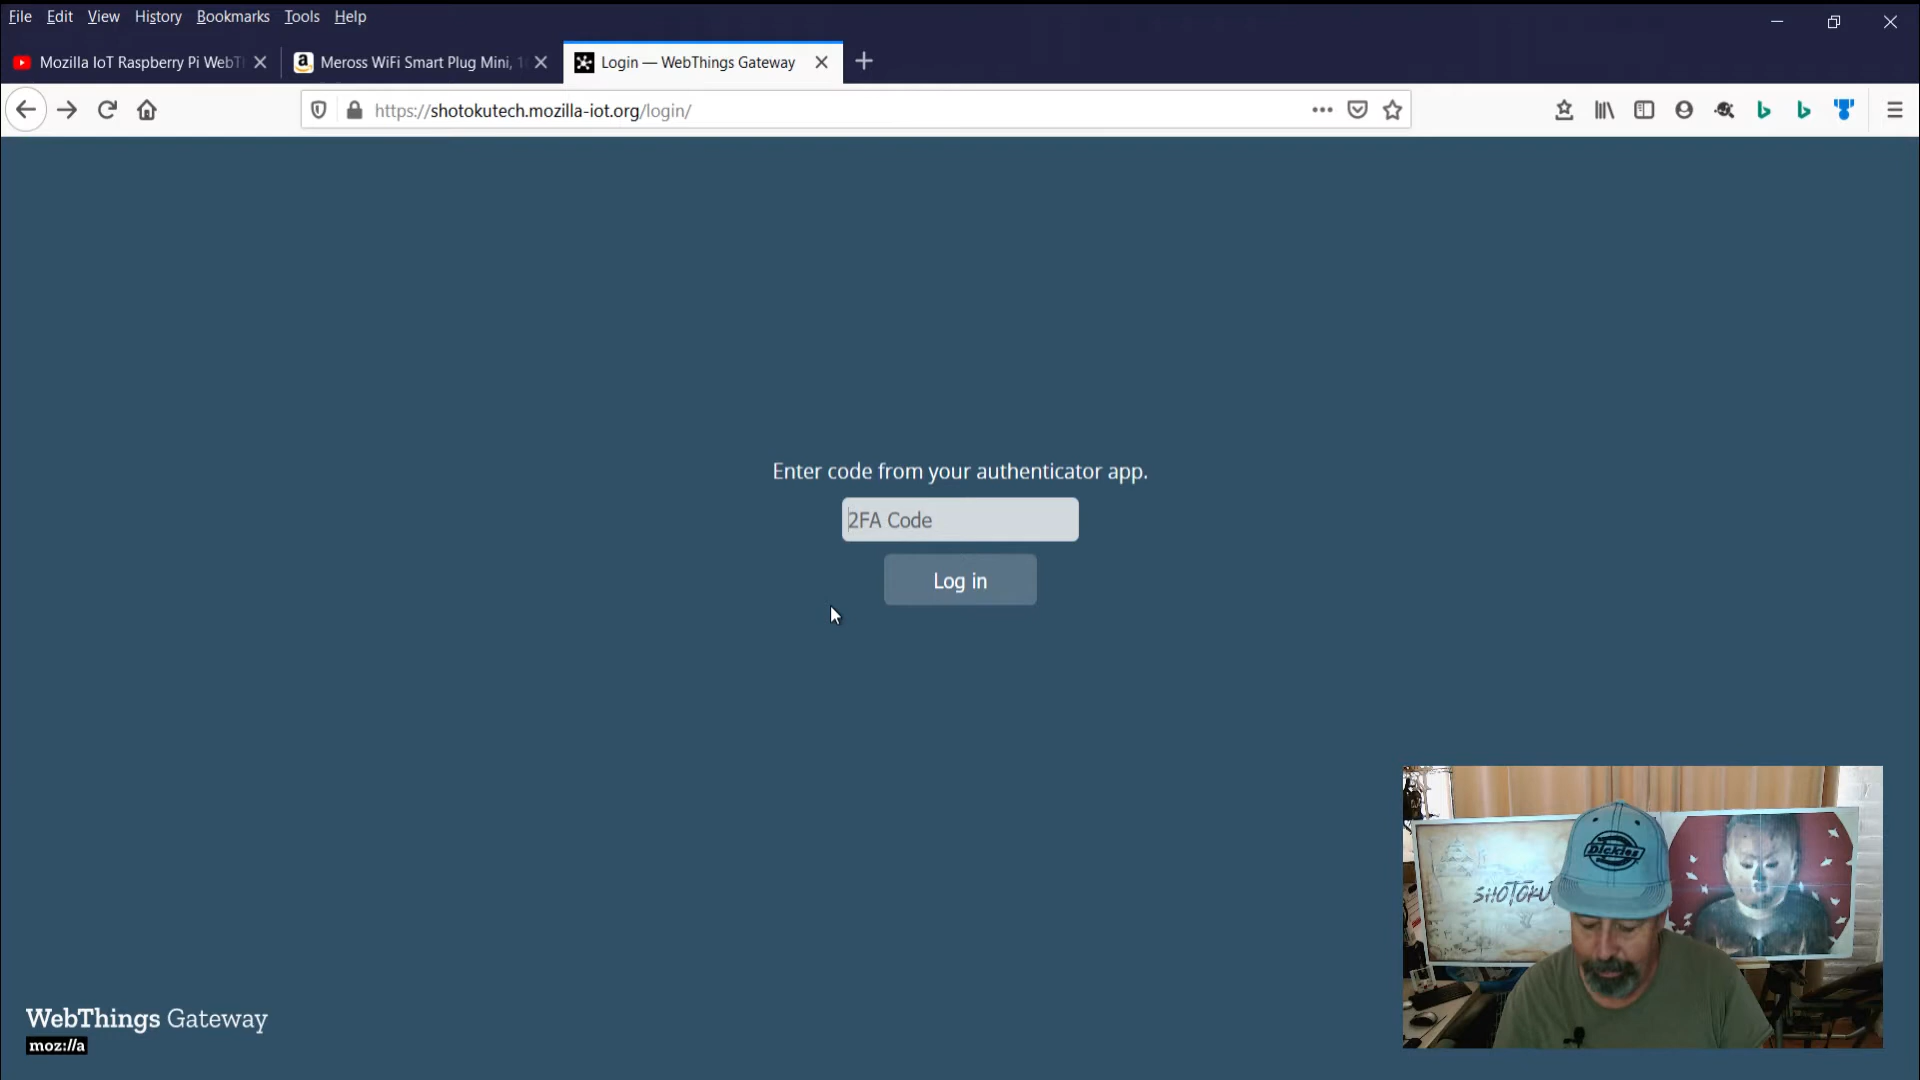 File Edit View History Bookmarks Tools Help
Mozilla IoT Raspberry Pi WebT
Meross WiFi Smart Plug Mini, 1
Login — WebThings Gateway
https://shotokutech.mozilla-iot.org/login/
Enter code from your authenticator app.
2FA Code
Log in
Dickies
SHOTOKU
WebThings Gateway
moz://a